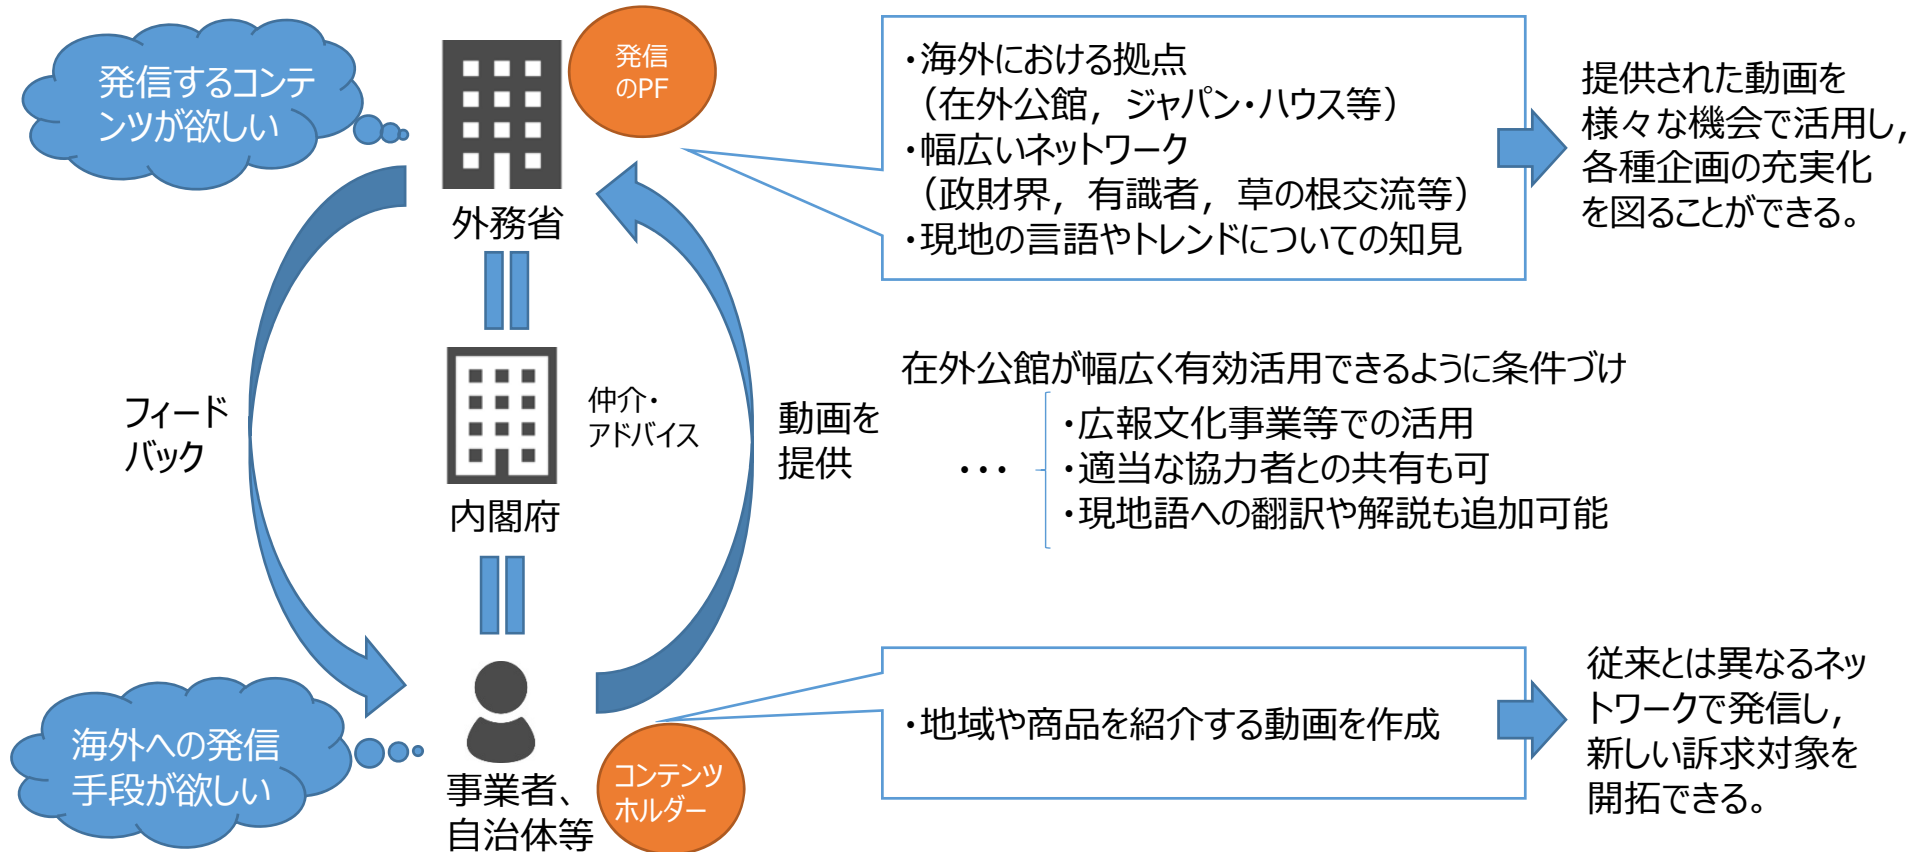 発信するコンテ
ンツが欲しい
発信
のPF
外務省
・海外における拠点
（在外公館，ジャパン・ハウス等）
・幅広いネットワーク
（政財界，有識者，草の根交流等）
・現地の言語やトレンドについての知見
提供された動画を
様々な機会で活用し，
各種企画の充実化
を図ることができる。
フィード
バック
仲介・
アドバイス
内閣府
動画を
提供
在外公館が幅広く有効活用できるように条件づけ
・・・
・広報文化事業等での活用
・適当な協力者との共有も可
・現地語への翻訳や解説も追加可能
海外への発信
手段が欲しい
事業者、
自治体等
コンテンツ
ホルダー
・地域や商品を紹介する動画を作成
従来とは異なるネッ
トワークで発信し，
新しい訴求対象を
開拓できる。